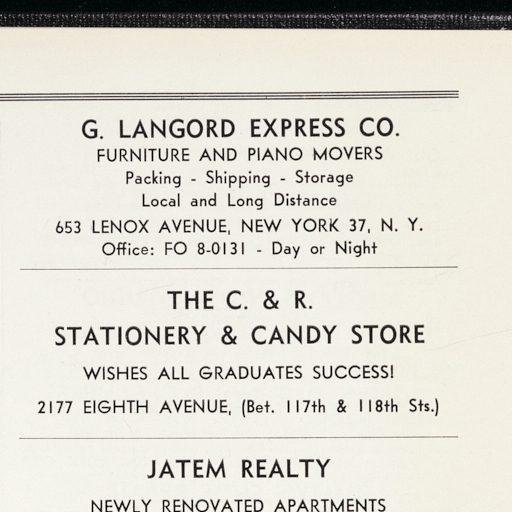 G. LANGORD EXPRESS CO.
FURNITURE AND PIANO MOVERS
Packing - Shipping - Storage
Local and Long Distance
653 LENOX AVENUE, NEW YORK 37, N. Y.
Office: FO 8-0131 - Day or Night
THE C. & R.
STATIONERY & CANDY STORE
WISHES ALL GRADUATES SUCCESS!
2177 EIGHTH AVENUE, (Bet. 117th & 118th Sts.)
JATEM REALTY
NEWLY RENOVATED APARTMENTS